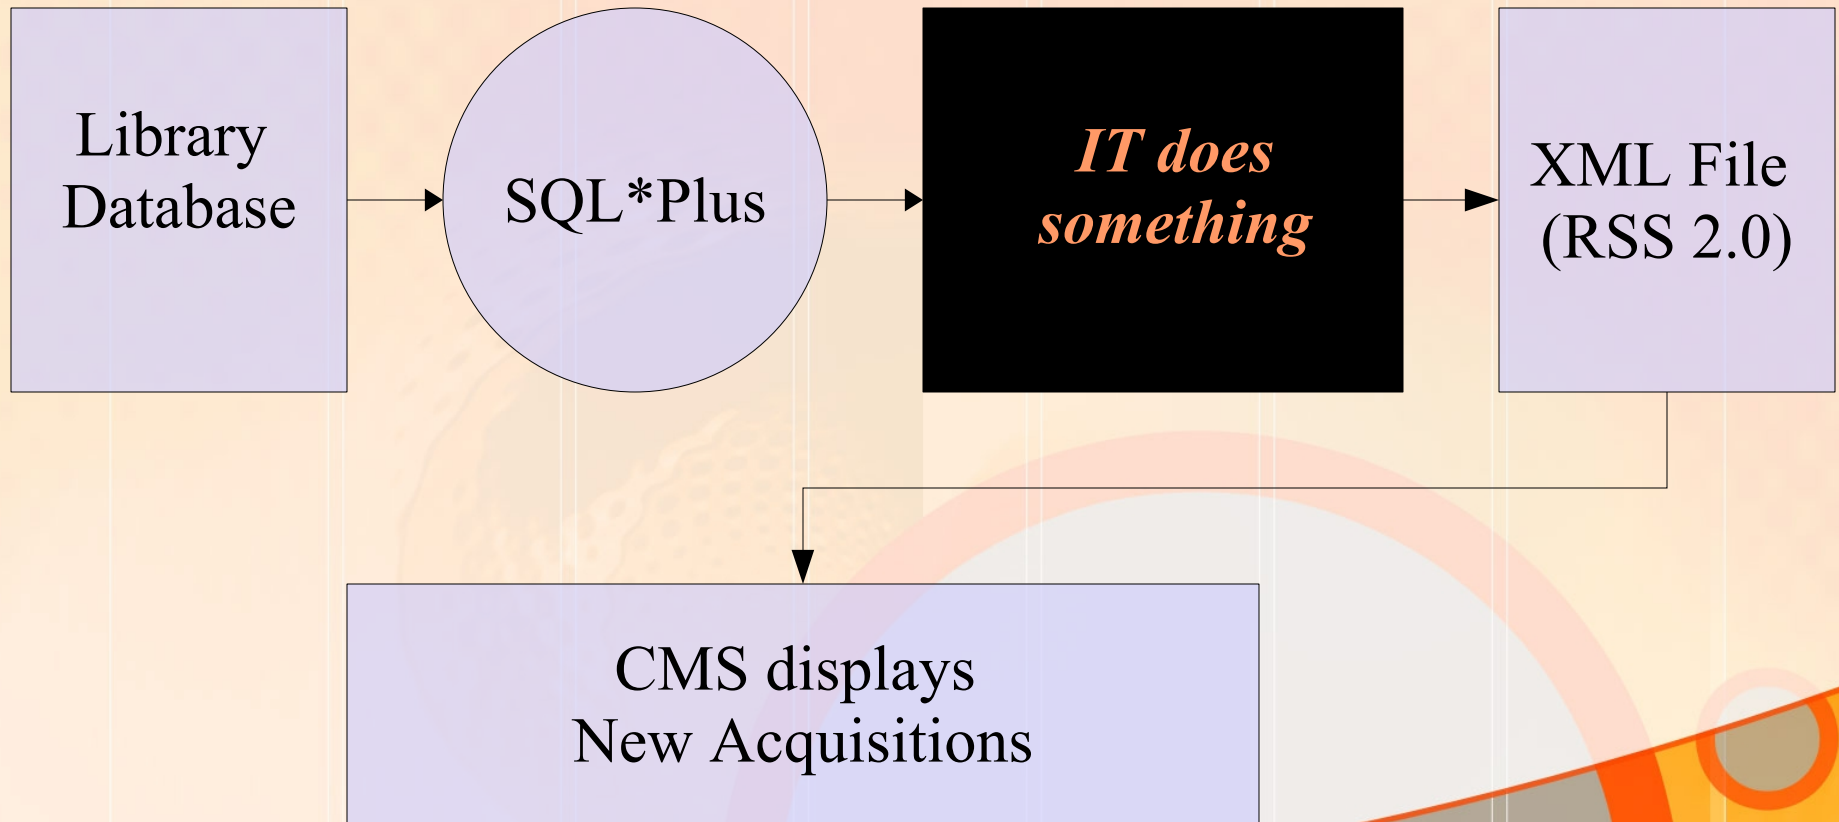 Library
Database
SQL*Plus
IT does
something
XML File
(RSS 2.0)
CMS displays
New Acquisitions